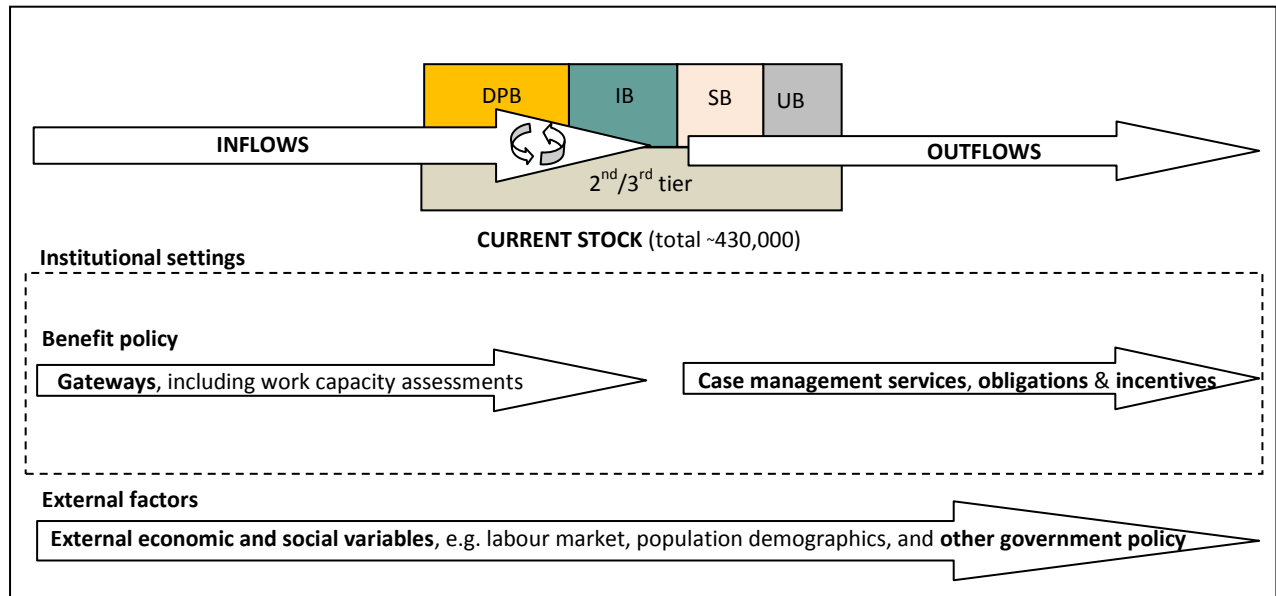 DPB IB SB UB
INFLOWS
OUTFLOWS
2nd/3rd tier
CURRENT STOCK (total ~430,000)
Institutional settings
Benefit policy
Gateways, including work capacity assessments
Case management services, obligations & incentives
External factors
External economic and social variables, e.g. labour market, population demographics, and other government policy